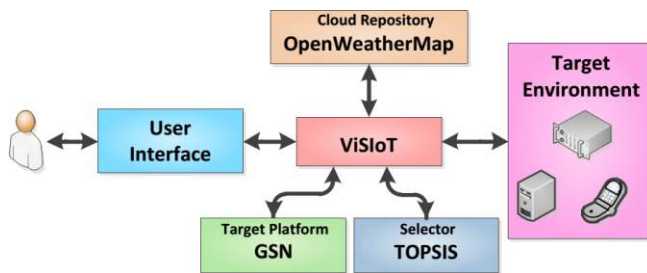 Cloud Repository
OpenWeatherMap
Target
Environment
User
Interface
ViSIoT
Target Platform
GSN
Selector
TOPSIS